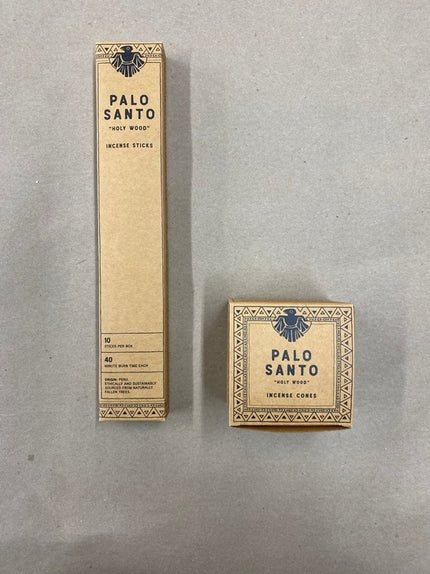 PALO
SANTO
"HOLY WOOD"
INCENSE STICKS
10
STICKS PER BOX
40
MINUTE BURN TIME EACH
ORIGIN: PERU.
ETHICALLY AND SUSTAINABLY
SOURCED FROM NATURALLY
FALLEN TREES.
PALO
SANTO
"HOLY WOOD"
INCENSE CONES